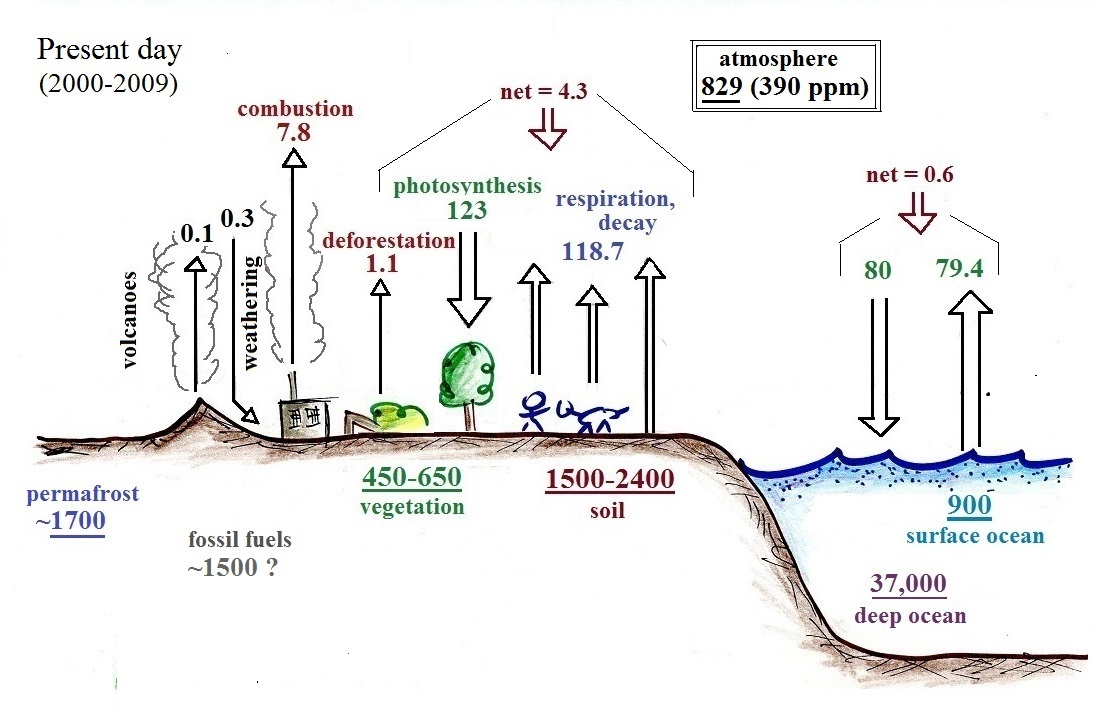 Present day
(2000-2009)
atmosphere
829 (390 ppm)
net = 4.3
combustion
7.8
net = 0.6
photosynthesis
123
respiration,
decay
118.7
0.1
0.3
deforestation
1.1
80
79.4
volcanoes
weathering
450-650
vegetation
1500-2400
soil
permafrost
~1700
900
surface ocean
fossil fuels
~1500 ?
37,000
deep ocean